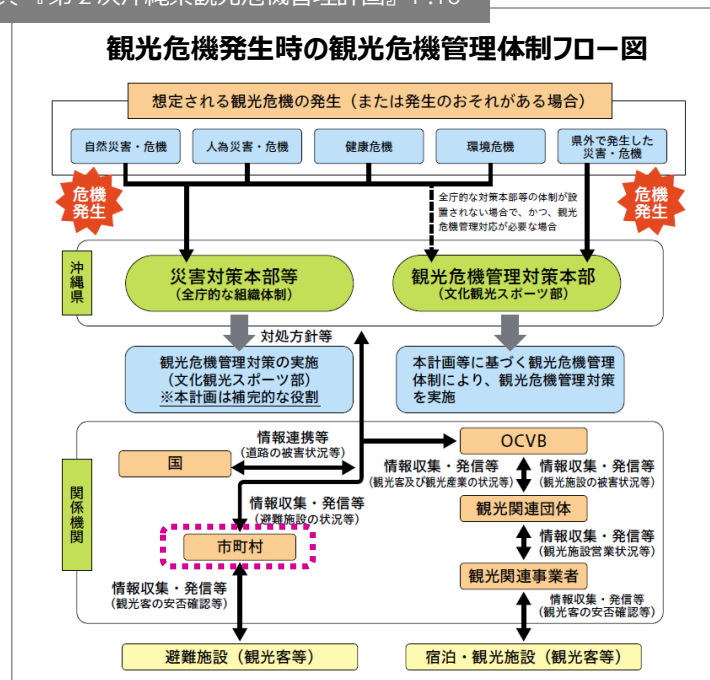 『第2次沖縄県観光危機管理計画』P.16
観光危機発生時の観光危機管理体制フロー図
想定される観光危機の発生（または発生のおそれがある場合）
自然災害・危機
人為災害・危機
健康危機
環境危機
県外で発生した
災害・危機
危機
発生
全庁的な対策本部等の体制が設
置されない場合で、かつ、観光
危機管理対応が必要な場合
危機
発生
沖縄県
災害対策本部等
（全庁的な組織体制）
観光危機管理対策本部
（文化観光スポーツ部）
対処方針等
観光危機管理対策の実施
（文化観光スポーツ部）
※本計画は補完的な役割
本計画等に基づく観光危機管理
体制により、観光危機管理対策
を実施
関係機関
情報連携等
（道路の被害状況等）
国
OCVB
情報収集・発信等
（観光客及び観光産業の状況等）
情報収集・発信等
（観光施設の被害状況等）
情報収集・発信等
（避難施設の状況等）
観光関連団体
市町村
情報収集・発信等
（観光施設営業状況等）
観光関連事業者
情報収集・発信等
（観光客の安否確認等）
情報収集・発信等
（観光客の安否確認等）
避難施設（観光客等）
宿泊・観光施設（観光客等）